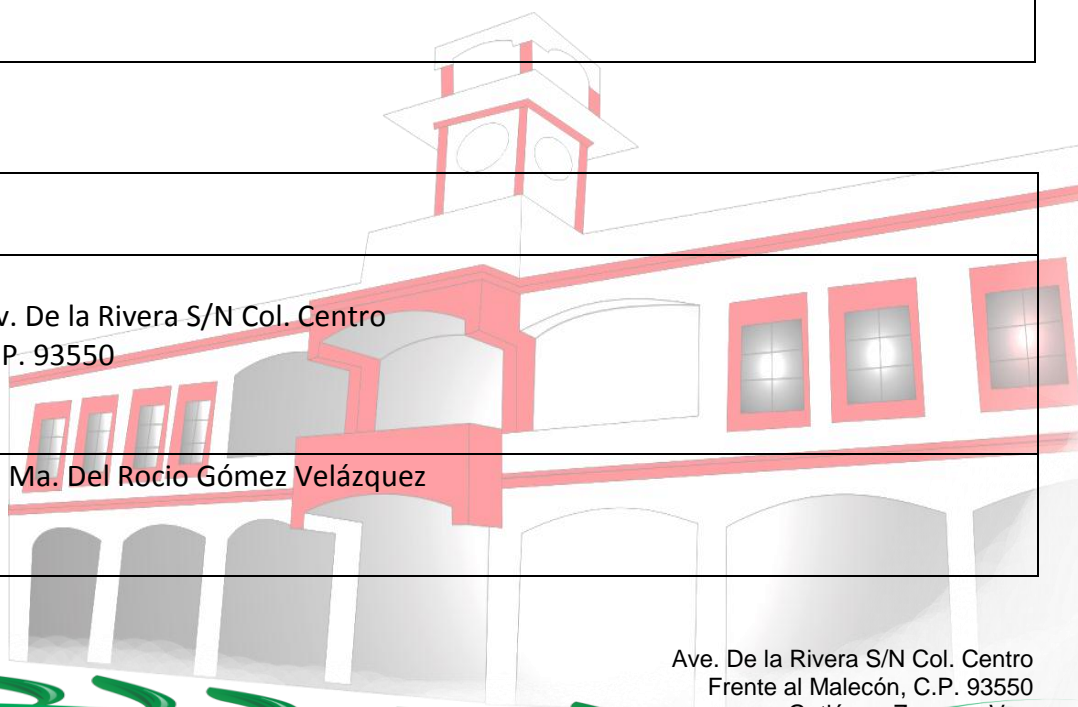 De la Rivera S/N Col. Centro
93550
Ma. Del Rocio Gómez Velázquez
Ave. De la Rivera S/N Col. Centro
Frente al Malecón, C.P. 93550